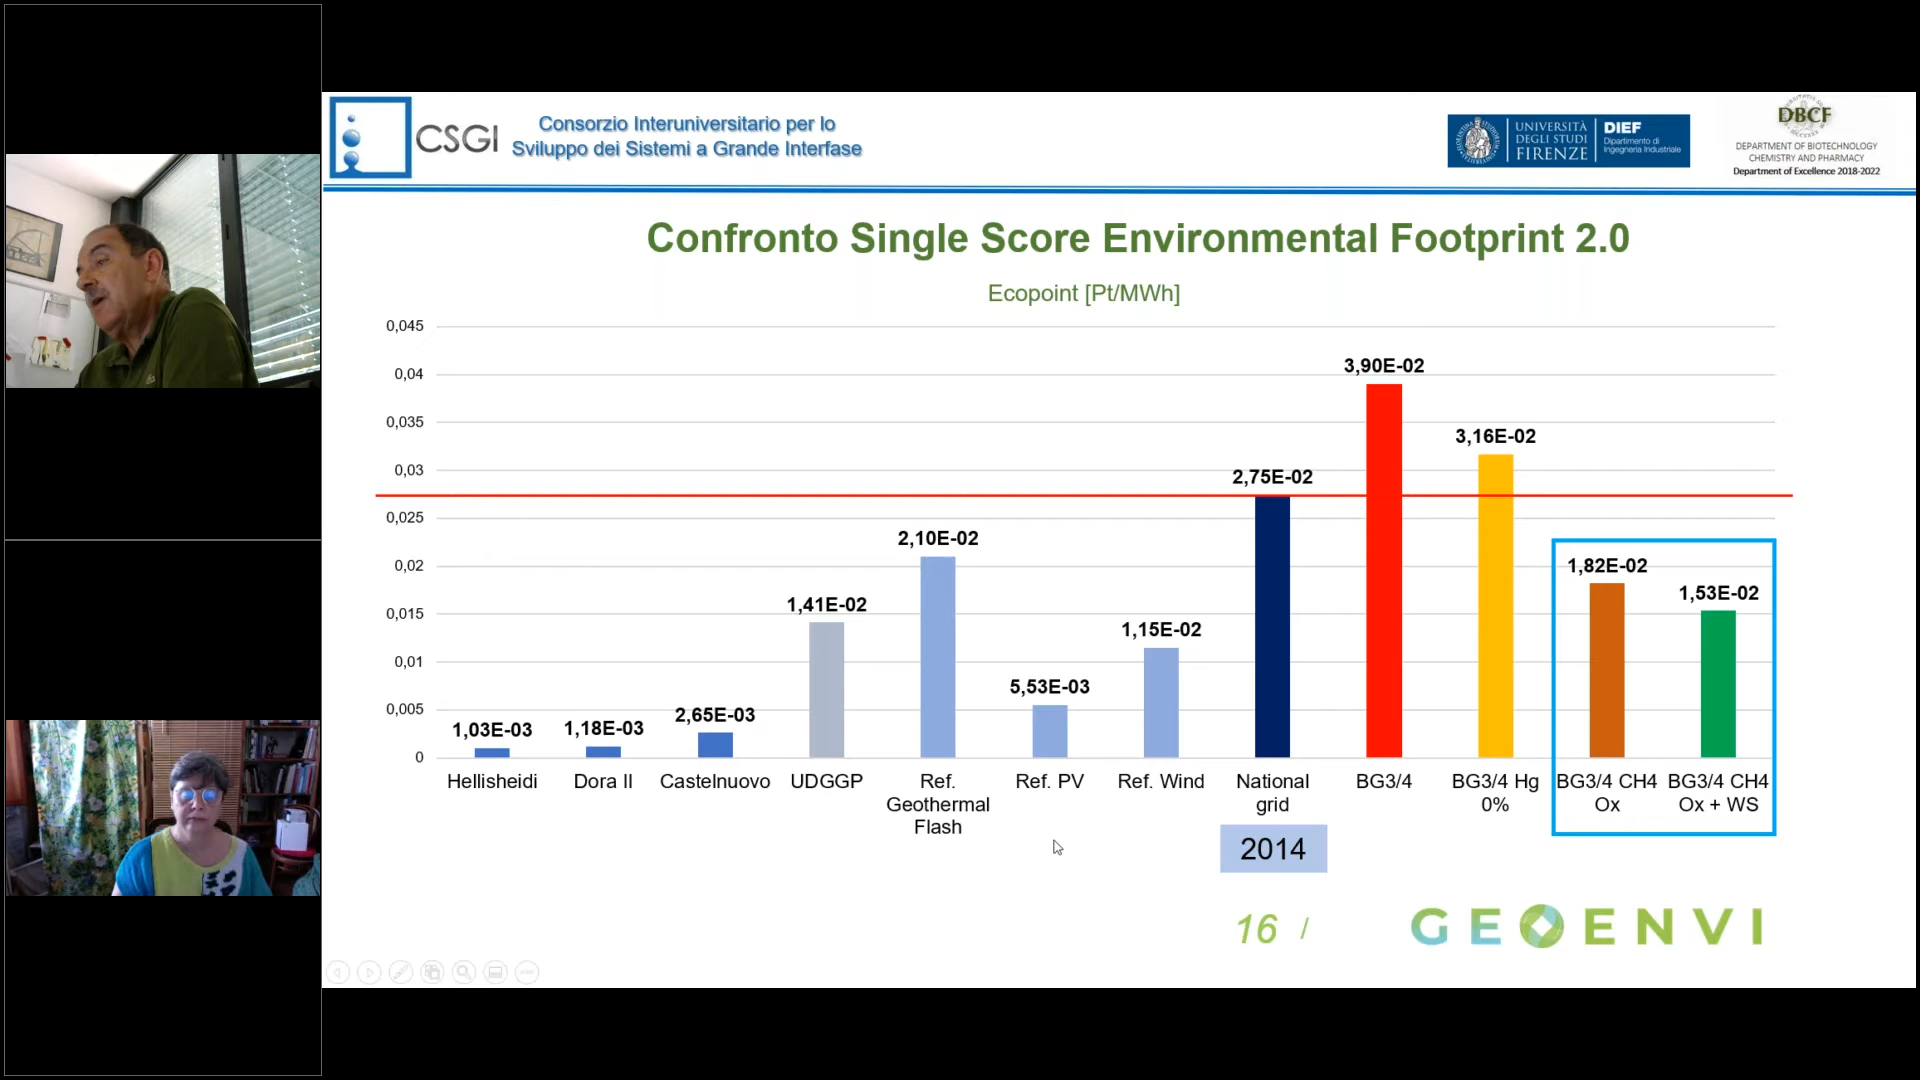 CSGI
Consorzio Interuniversitario per lo
Sviluppo dei Sistemi a Grande Interfase
UNIVERSITÀ
DEGLI STUDI
FIRENZE
DIEF
Dipartimento di
Ingegneria Industriale
DBCF
DEPARTMENT OF BIOTECHNOLOGY
CHEMISTRY AND PHARMACY
Department of Excellence 2018-2022
Confronto Single Score Environmental Footprint 2.0
Ecopoint [Pt/MWh]
0,045
0,04
0,035
0,03
0,025
0,02
0,015
0,01
0,005
0
1,03E-03
1,18E-03
2,65E-03
1,41E-02
2,10E-02
5,53E-03
1,15E-02
2,75E-02
3,90E-02
3,16E-02
1,82E-02
1,53E-02
Hellisheidi
Dora II
Castelnuovo
UDGGP
Ref.
Geothermal
Flash
Ref. PV
Ref. Wind
National
grid
BG3/4
BG3/4 Hg
0%
BG3/4 CH4
Ox
BG3/4 CH4
Ox + WS
2014
16 /
GEOENVI